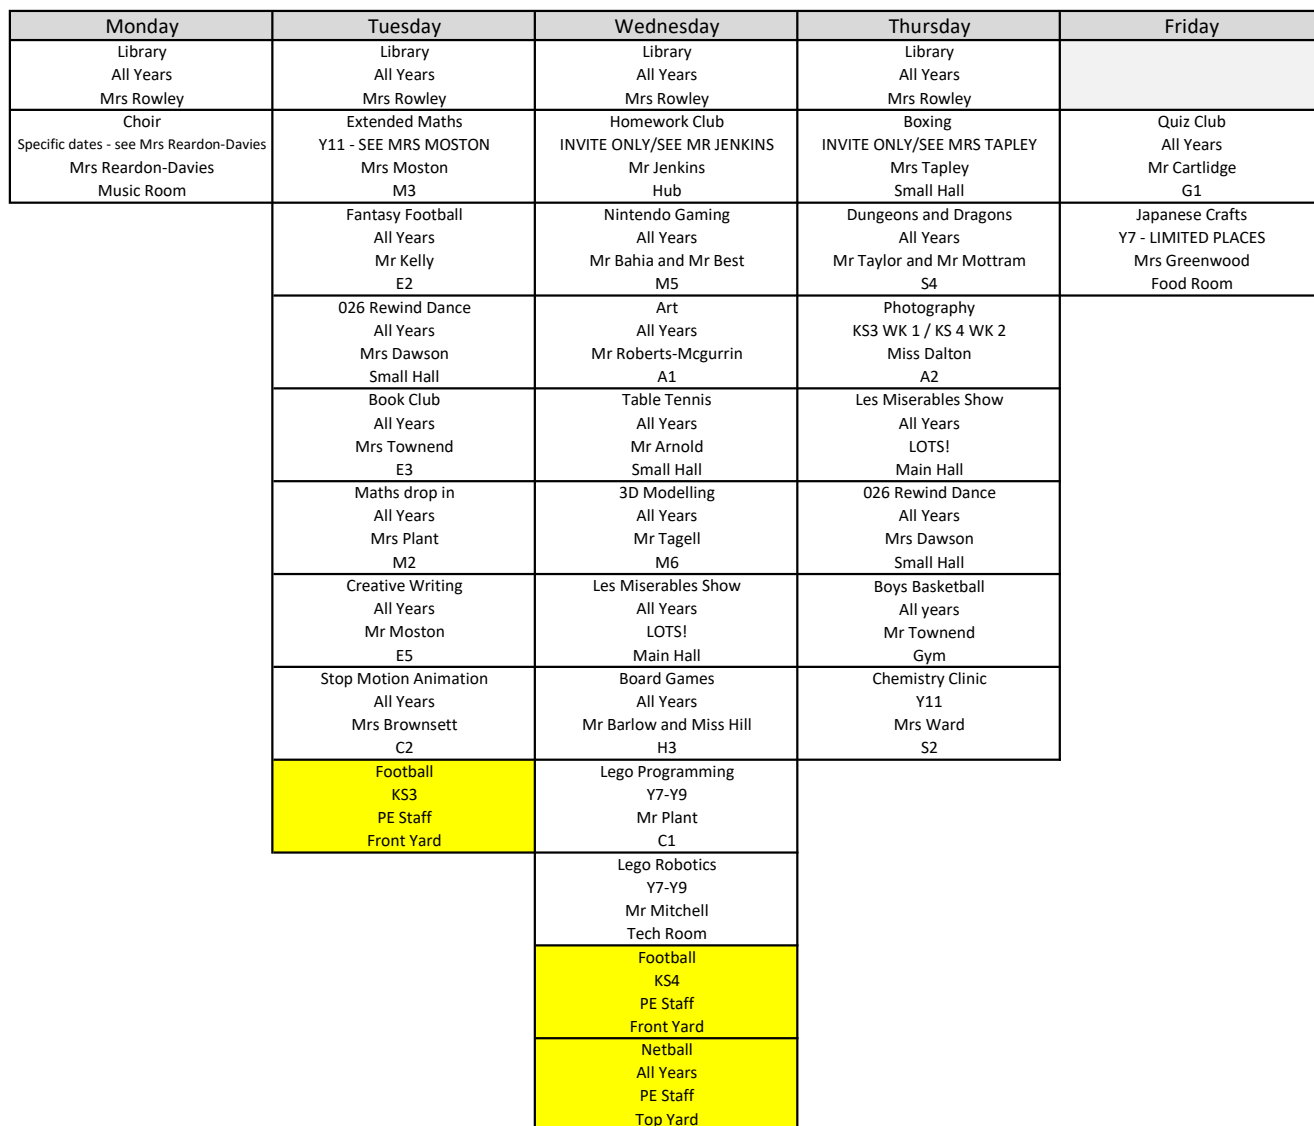 Monday Tuesday Wednesday Thursday Friday
Library Library Library Library
All Years All Years All Years All Years
Mrs Rowley Mrs Rowley Mrs Rowley Mrs Rowley
Choir Extended Maths Homework Club Boxing Quiz Club
Specific dates - see Mrs Reardon-Davies Y11 - SEE MRS MOSTON INVITE ONLY/SEE MR JENKINS INVITE ONLY/SEE MRS TAPLEY All Years
Mrs Reardon-Davies Mrs Moston Mr Jenkins Mrs Tapley Mr Cartlidge
Music Room M3 Hub Small Hall G1
Fantasy Football Nintendo Gaming Dungeons and Dragons Japanese Crafts
All Years All Years All Years Y7 - LIMITED PLACES
Mr Kelly Mr Bahia and Mr Best Mr Taylor and Mr Mottram Mrs Greenwood
E2 M5 S4 Food Room
026 Rewind Dance Art Photography
All Years All Years KS3 WK 1 / KS 4 WK 2
Mrs Dawson Mr Roberts-Mcgurrin Miss Dalton
Small Hall A1 A2
Book Club Table Tennis Les Miserables Show
All Years All Years All Years
Mrs Townend Mr Arnold LOTS!
E3 Small Hall Main Hall
Maths drop in 3D Modelling 026 Rewind Dance
All Years All Years All Years
Mrs Plant Mr Tagell Mrs Dawson
M2 M6 Small Hall
Creative Writing Les Miserables Show Boys Basketball
All Years All Years All years
Mr Moston LOTS! Mr Townend
E5 Main Hall Gym
Stop Motion Animation Board Games Chemistry Clinic
All Years All Years Y11
Mrs Brownsett Mr Barlow and Miss Hill Mrs Ward
C2 H3 S2
Football Lego Programming
KS3 Y7-Y9
PE Staff Mr Plant
Front Yard C1
Lego Robotics
Y7-Y9
Mr Mitchell
Tech Room
Football
KS4
PE Staff
Front Yard
Netball
All Years
PE Staff
Top Yard